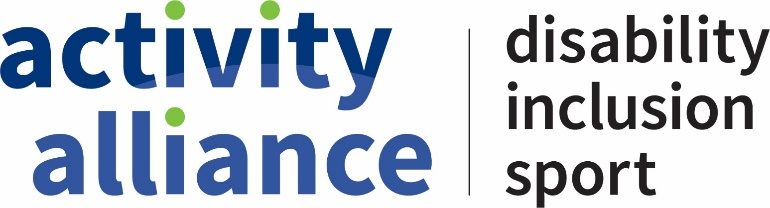 activity
alliance
disability
inclusion
sport